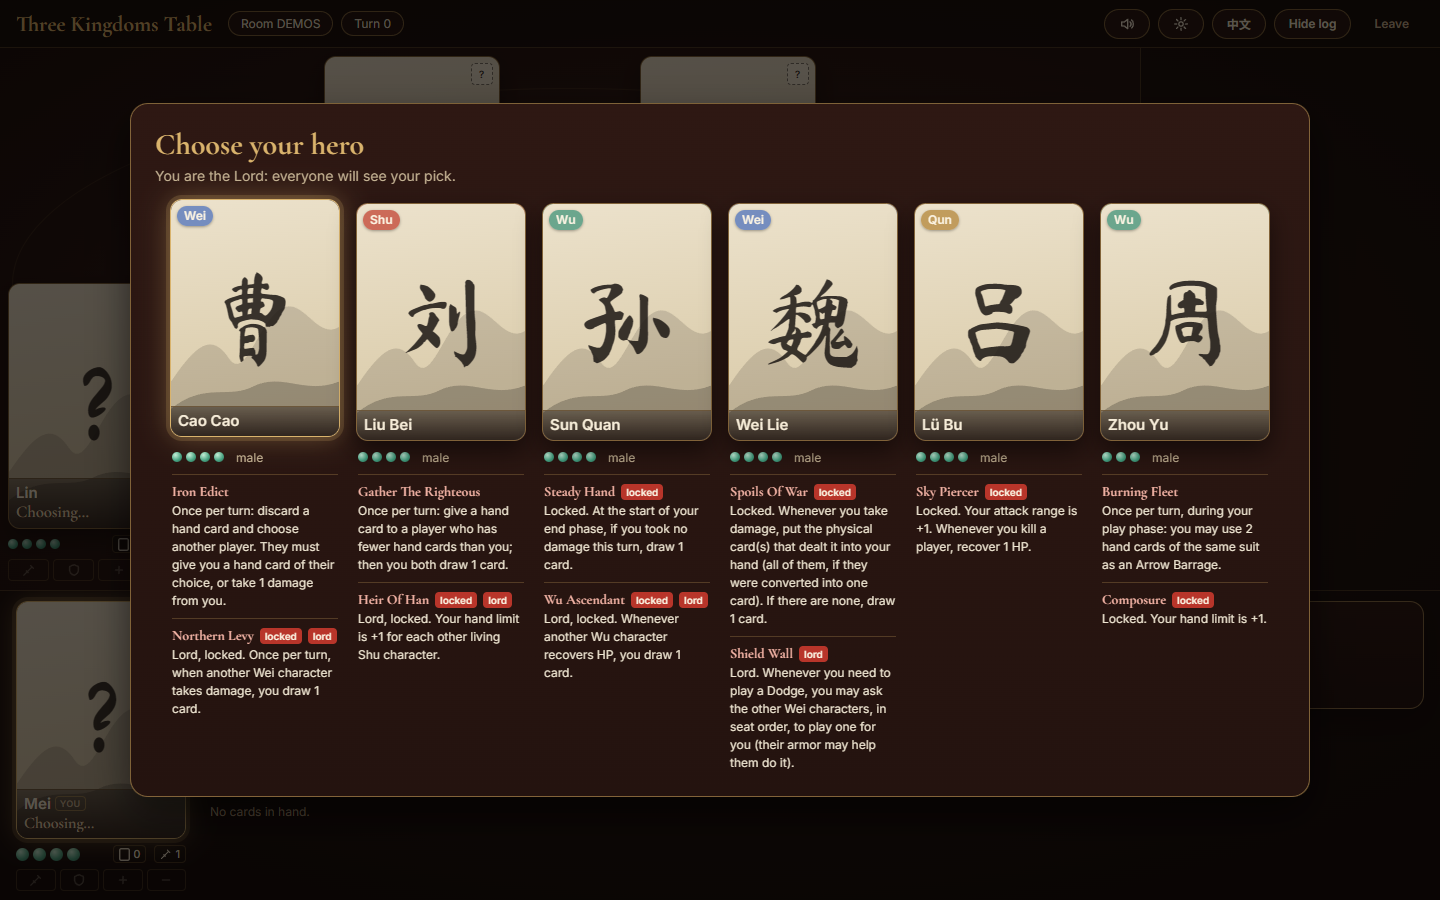 Three Kingdoms Table
Room DEMOS
Turn 0
中文
Hide log
Leave
?
?
Choose your hero
You are the Lord: everyone will see your pick.
Wei
曹
Cao Cao
male
Iron Edict
Once per turn: discard a
hand card and choose
another player. They must
give you a hand card of their
choice, or take 1 damage
from you.
Northern Levy locked lord
Lord, locked. Once per turn,
when another Wei character
takes damage, you draw 1
card.
Shu
刘
Liu Bei
male
Gather The Righteous
Once per turn: give a hand
card to a player who has
fewer hand cards than you;
then you both draw 1 card.
Heir Of Han locked lord
Lord, locked. Your hand limit
is +1 for each other living
Shu character.
Wu
孙
Sun Quan
male
Steady Hand locked
Locked. At the start of your
end phase, if you took no
damage this turn, draw 1
card.
Wu Ascendant locked lord
Lord, locked. Whenever
another Wu character
recovers HP, you draw 1
card.
Wei
魏
Wei Lie
male
Spoils Of War locked
Locked. Whenever you take
damage, put the physical
card(s) that dealt it into your
hand (all of them, if they
were converted into one
card). If there are none, draw
1 card.
Shield Wall lord
Lord. Whenever you need to
play a Dodge, you may ask
the other Wei characters, in
seat order, to play one for
you (their armor may help
them do it).
Qun
吕
Lü Bu
male
Sky Piercer locked
Locked. Your attack range is
+1. Whenever you kill a
player, recover 1 HP.
Wu
周
Zhou Yu
male
Burning Fleet
Once per turn, during your
play phase: you may use 2
hand cards of the same suit
as an Arrow Barrage.
Composure locked
Locked. Your hand limit is +1.
?
Lin
Choosing...
+
?
Mei YOU
Choosing...
0
1
+
−
No cards in hand.